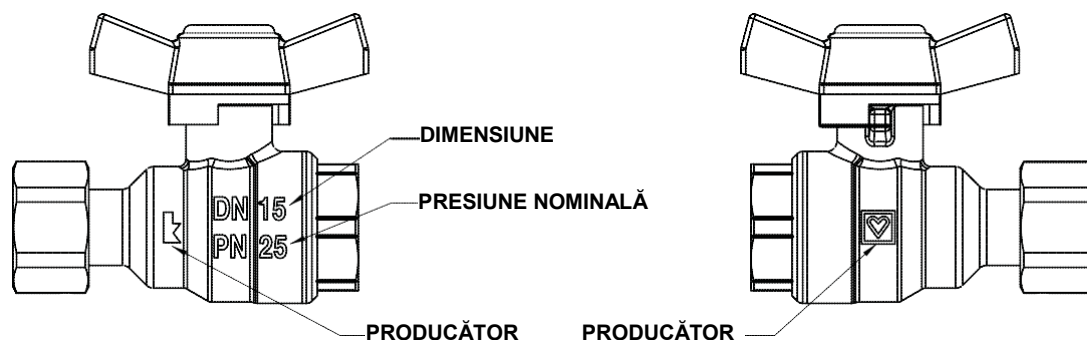 DIMENSIUNE
DN 15
PRESIUNE NOMINALĂ
PN 25
PRODUCĂTOR
PRODUCĂTOR